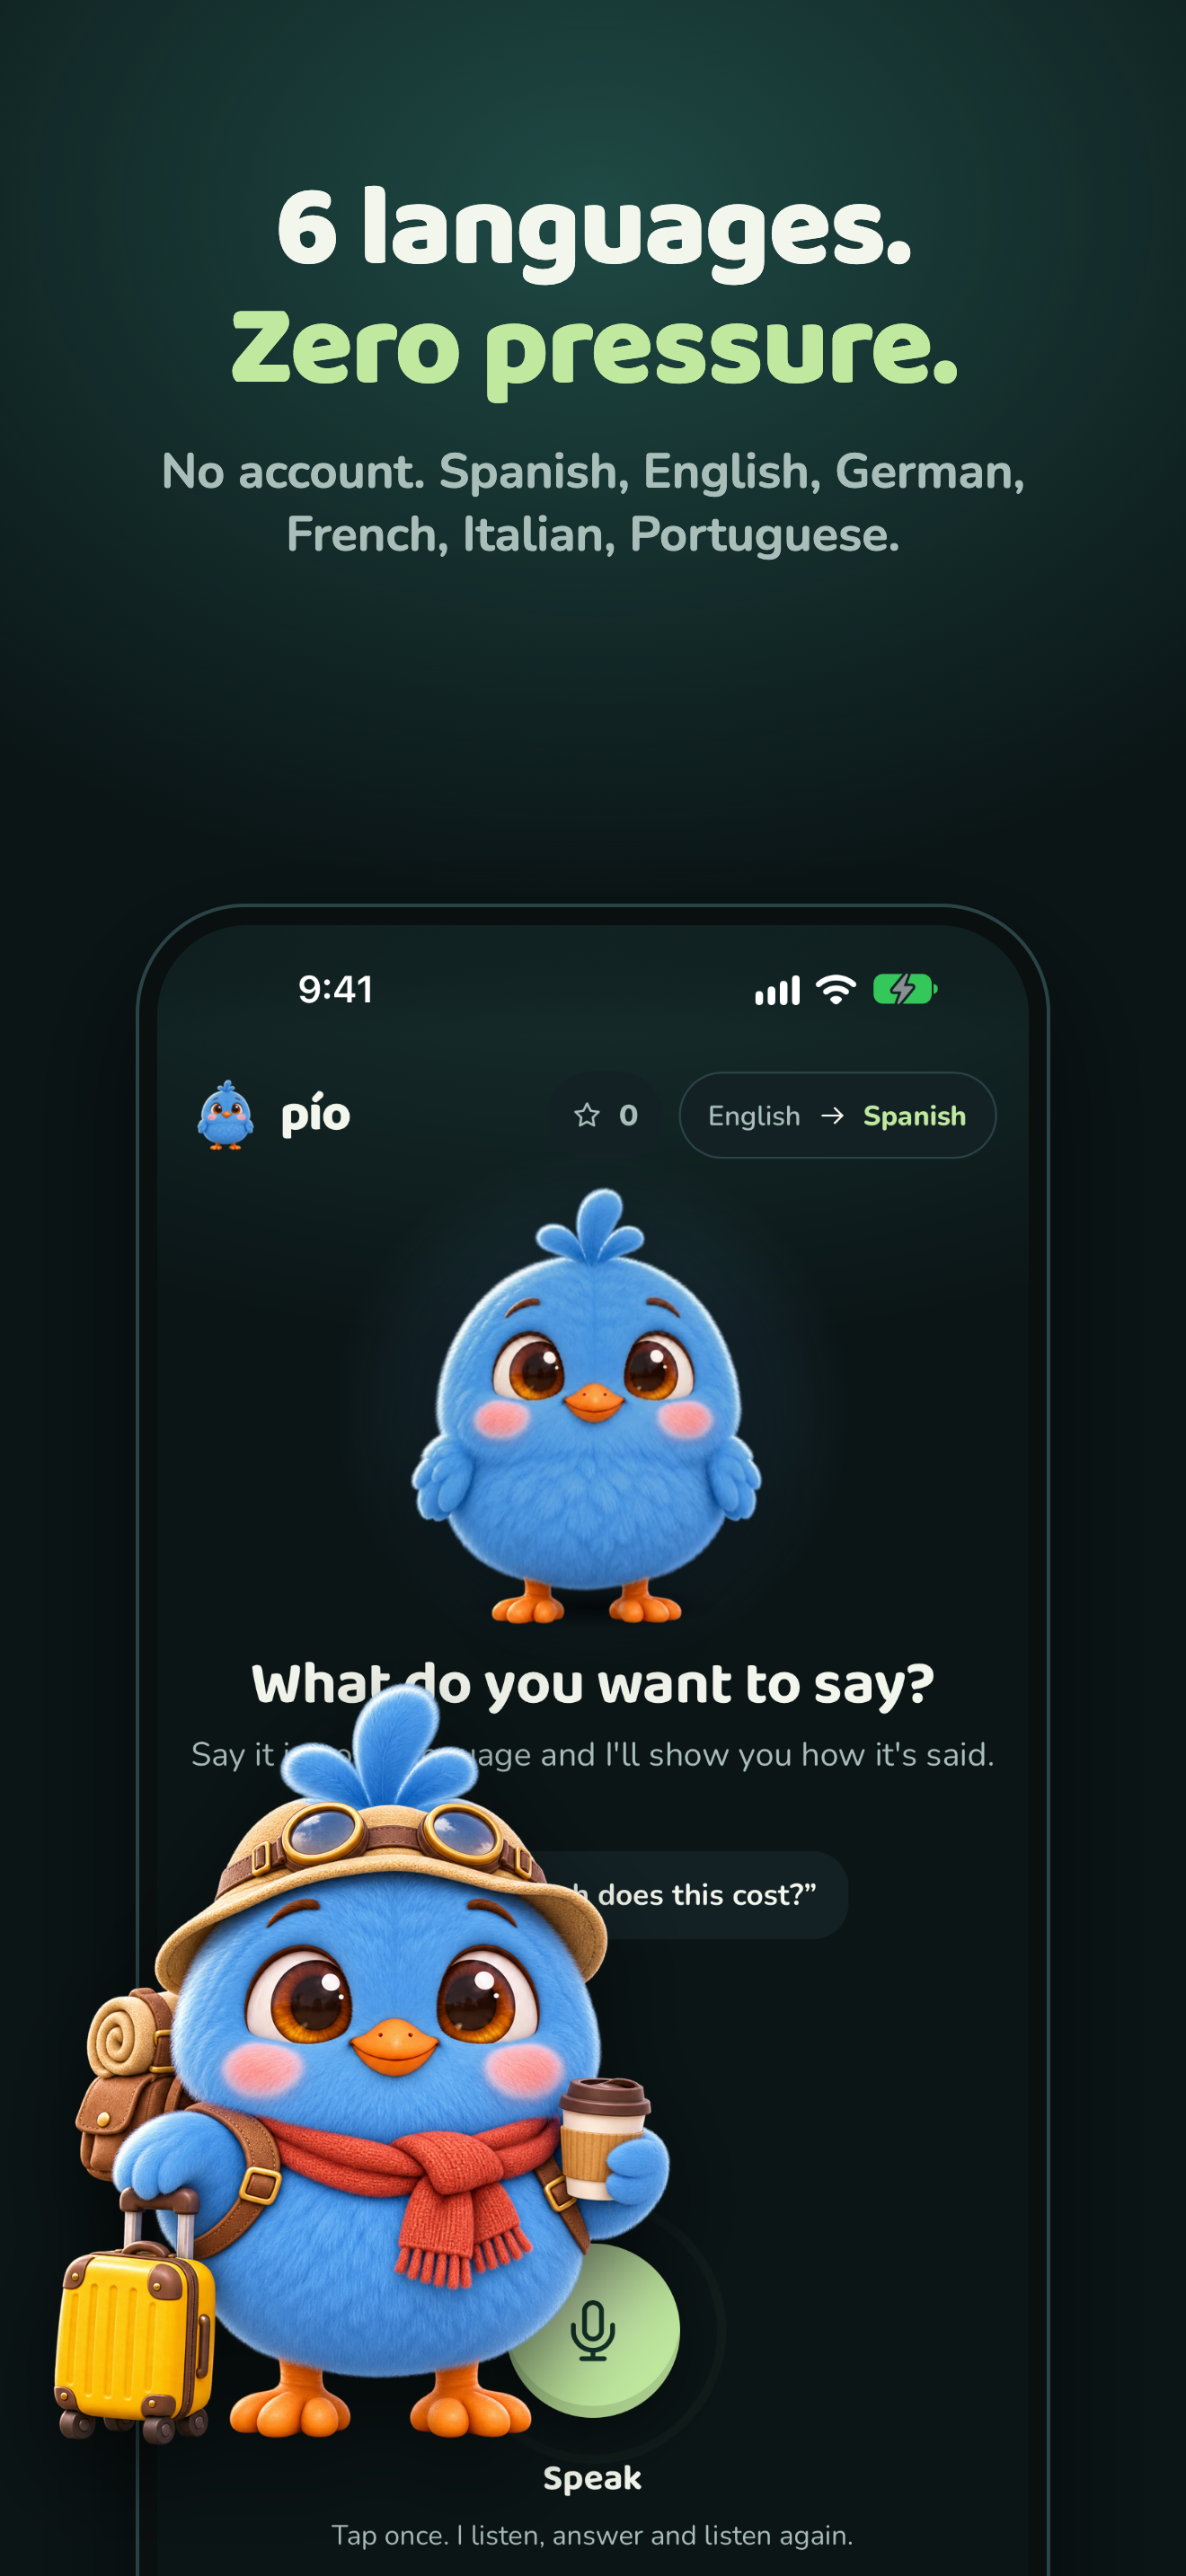 6 languages.
Zero pressure.
No account. Spanish, English, German,
French, Italian, Portuguese.
9:41
pío
0
English → Spanish
What do you want to say?
Say it and I'll show you how it's said.
does this cost?”
Speak
Tap once. I listen, answer and listen again.